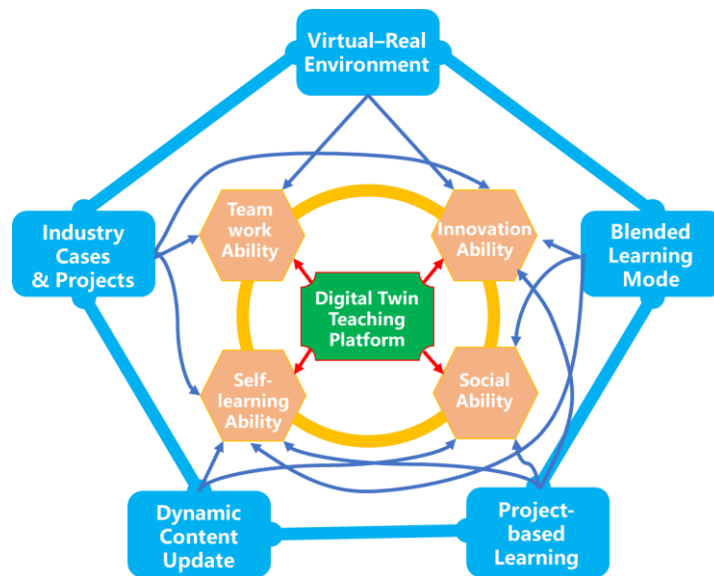 Virtual–Real
Environment
Team
work
Ability
Innovation
Ability
Industry
Cases
& Projects
Blended
Learning
Mode
Digital Twin
Teaching
Platform
Self-
learning
Ability
Social
Ability
Dynamic
Content
Update
Project-
based
Learning